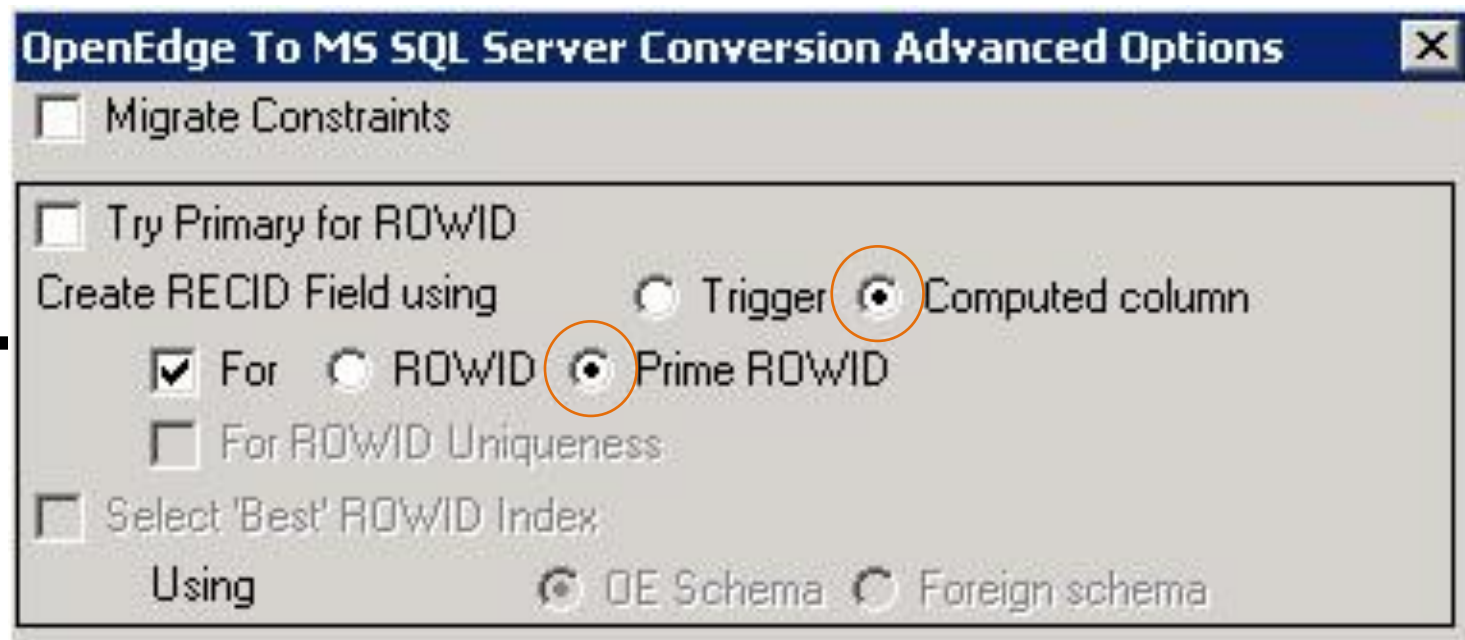 OpenEdge To MS SQL Server Conversion Advanced Options
Migrate Constraints
Try Primary for ROWID
Create RECID Field using Trigger Computed column
For ROWID Prime ROWID
For ROWID Uniqueness
Select 'Best' ROWID Index
Using OE Schema Foreign schema